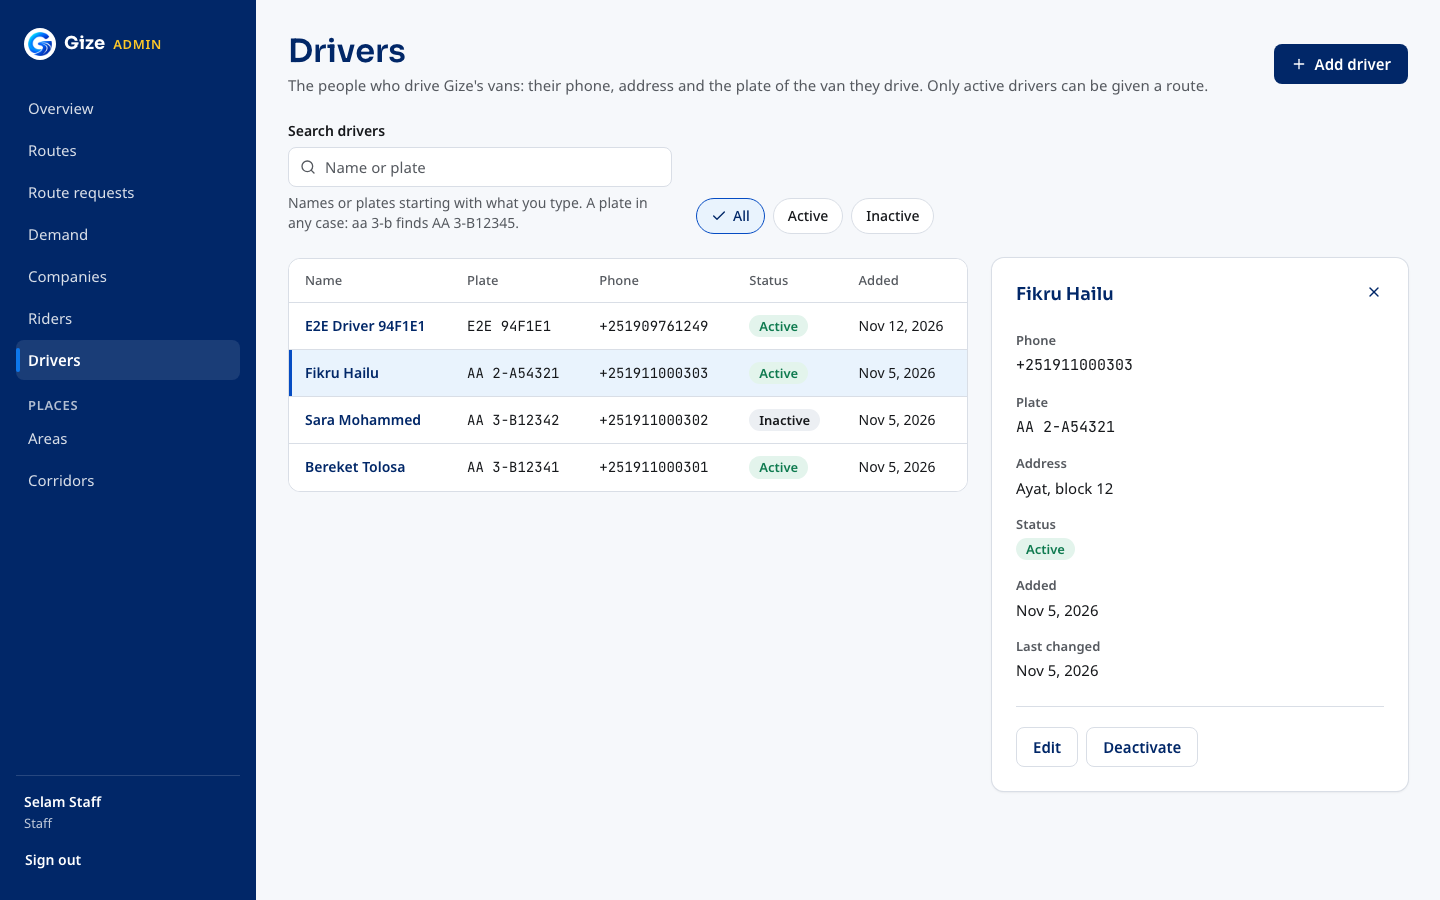 Gize ADMIN
Overview
Routes
Route requests
Demand
Companies
Riders
Drivers
PLACES
Areas
Corridors
Selam Staff
Staff
Sign out
Drivers
The people who drive Gize's vans: their phone, address and the plate of the van they drive. Only active drivers can be given a route.
Add driver
Search drivers
Name or plate
Names or plates starting with what you type. A plate in
any case: aa 3-b finds AA 3-B12345.
All Active Inactive
Name Plate Phone Status Added
E2E Driver 94F1E1 E2E 94F1E1 +251909761249 Active Nov 12, 2026
Fikru Hailu AA 2-A54321 +251911000303 Active Nov 5, 2026
Sara Mohammed AA 3-B12342 +251911000302 Inactive Nov 5, 2026
Bereket Tolosa AA 3-B12341 +251911000301 Active Nov 5, 2026
Fikru Hailu
Phone
+251911000303
Plate
AA 2-A54321
Address
Ayat, block 12
Status
Active
Added
Nov 5, 2026
Last changed
Nov 5, 2026
Edit Deactivate